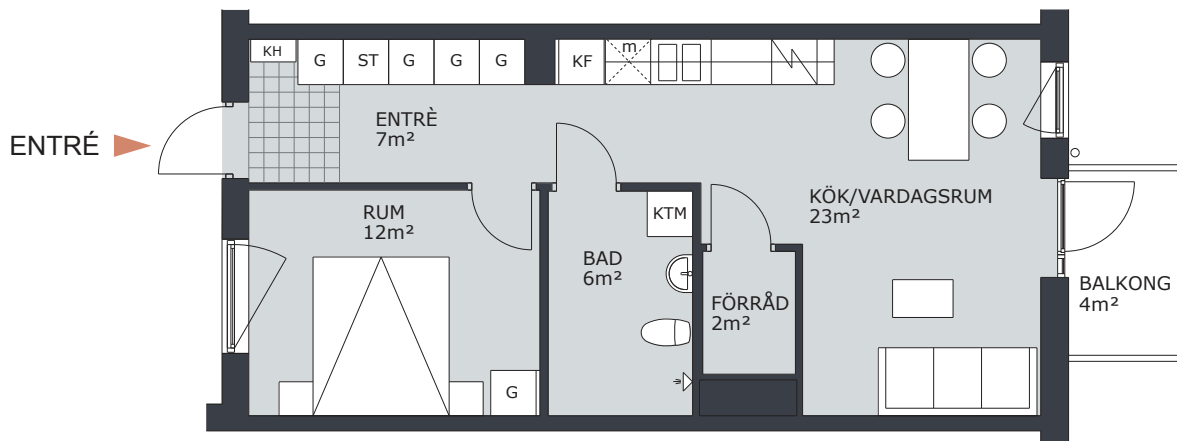 KH
G
ST
G
G
G
KF
m
ENTRÈ
7m²
ENTRÉ
RUM
12m²
KTM
KÖK/VARDAGSRUM
23m²
BAD
6m²
FÖRRÅD
2m²
BALKONG
4m²
G